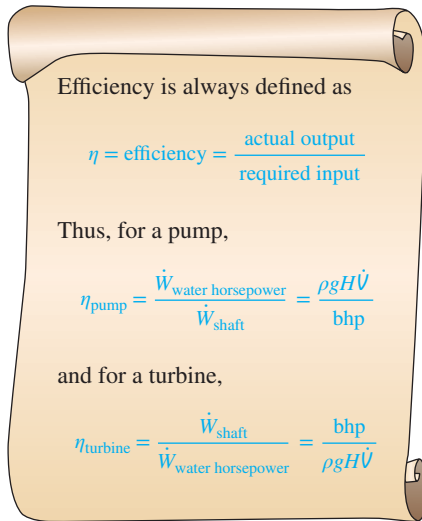 Efficiency is always defined as
η = efficiency = actual output / required input
Thus, for a pump,
η_pump = Ẇ_water horsepower / Ẇ_shaft = ρgHV̇ / bhp
and for a turbine,
η_turbine = Ẇ_shaft / Ẇ_water horsepower = bhp / ρgHV̇